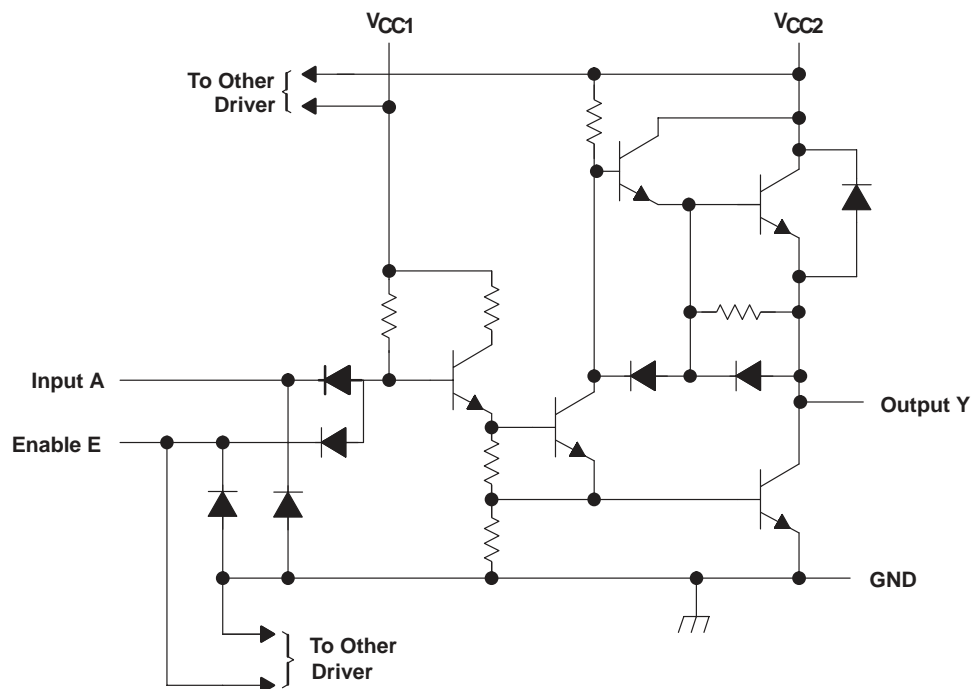 VCC1
VCC2
To Other
Driver
Input A
Enable E
Output Y
GND
To Other
Driver